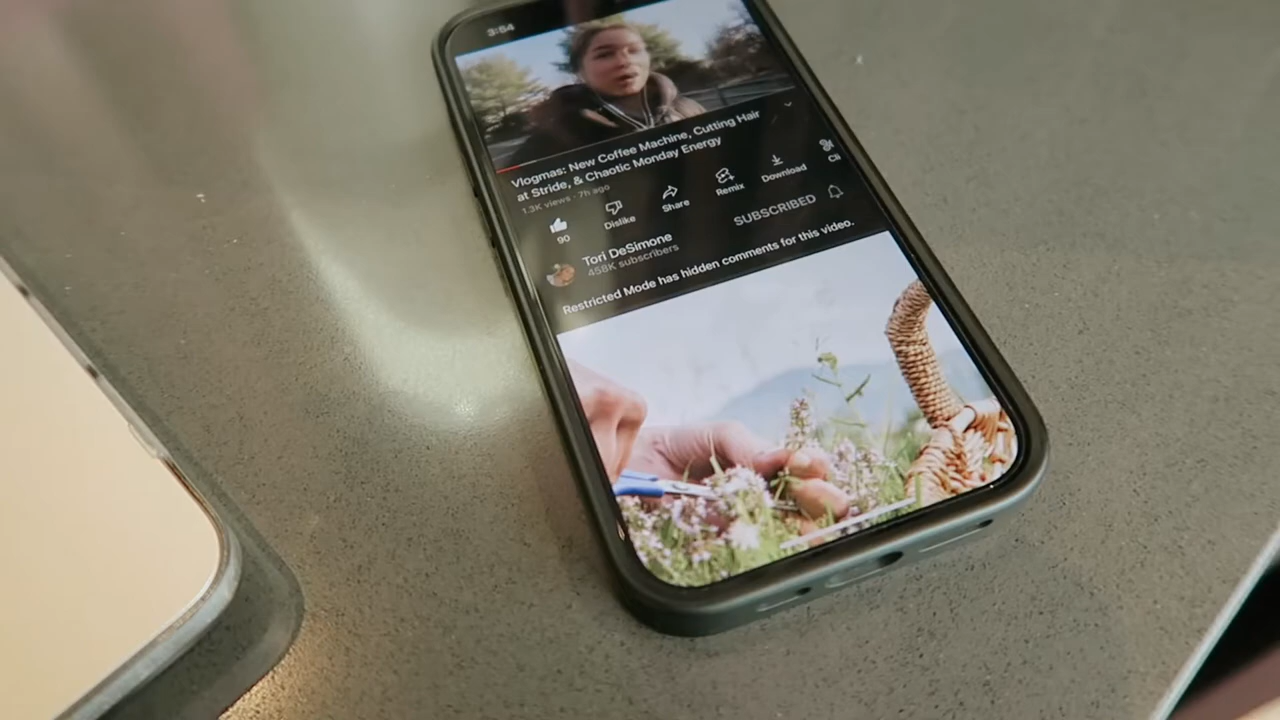 3:54
Vlogmas: New Coffee Machine, Cutting Hair
at Stride, & Chaotic Monday Energy
1.3K views · 7h ago
90
Dislike
Share
Remix
Download
Cli
Tori DeSimone
458K subscribers
SUBSCRIBED
Restricted Mode has hidden comments for this video.